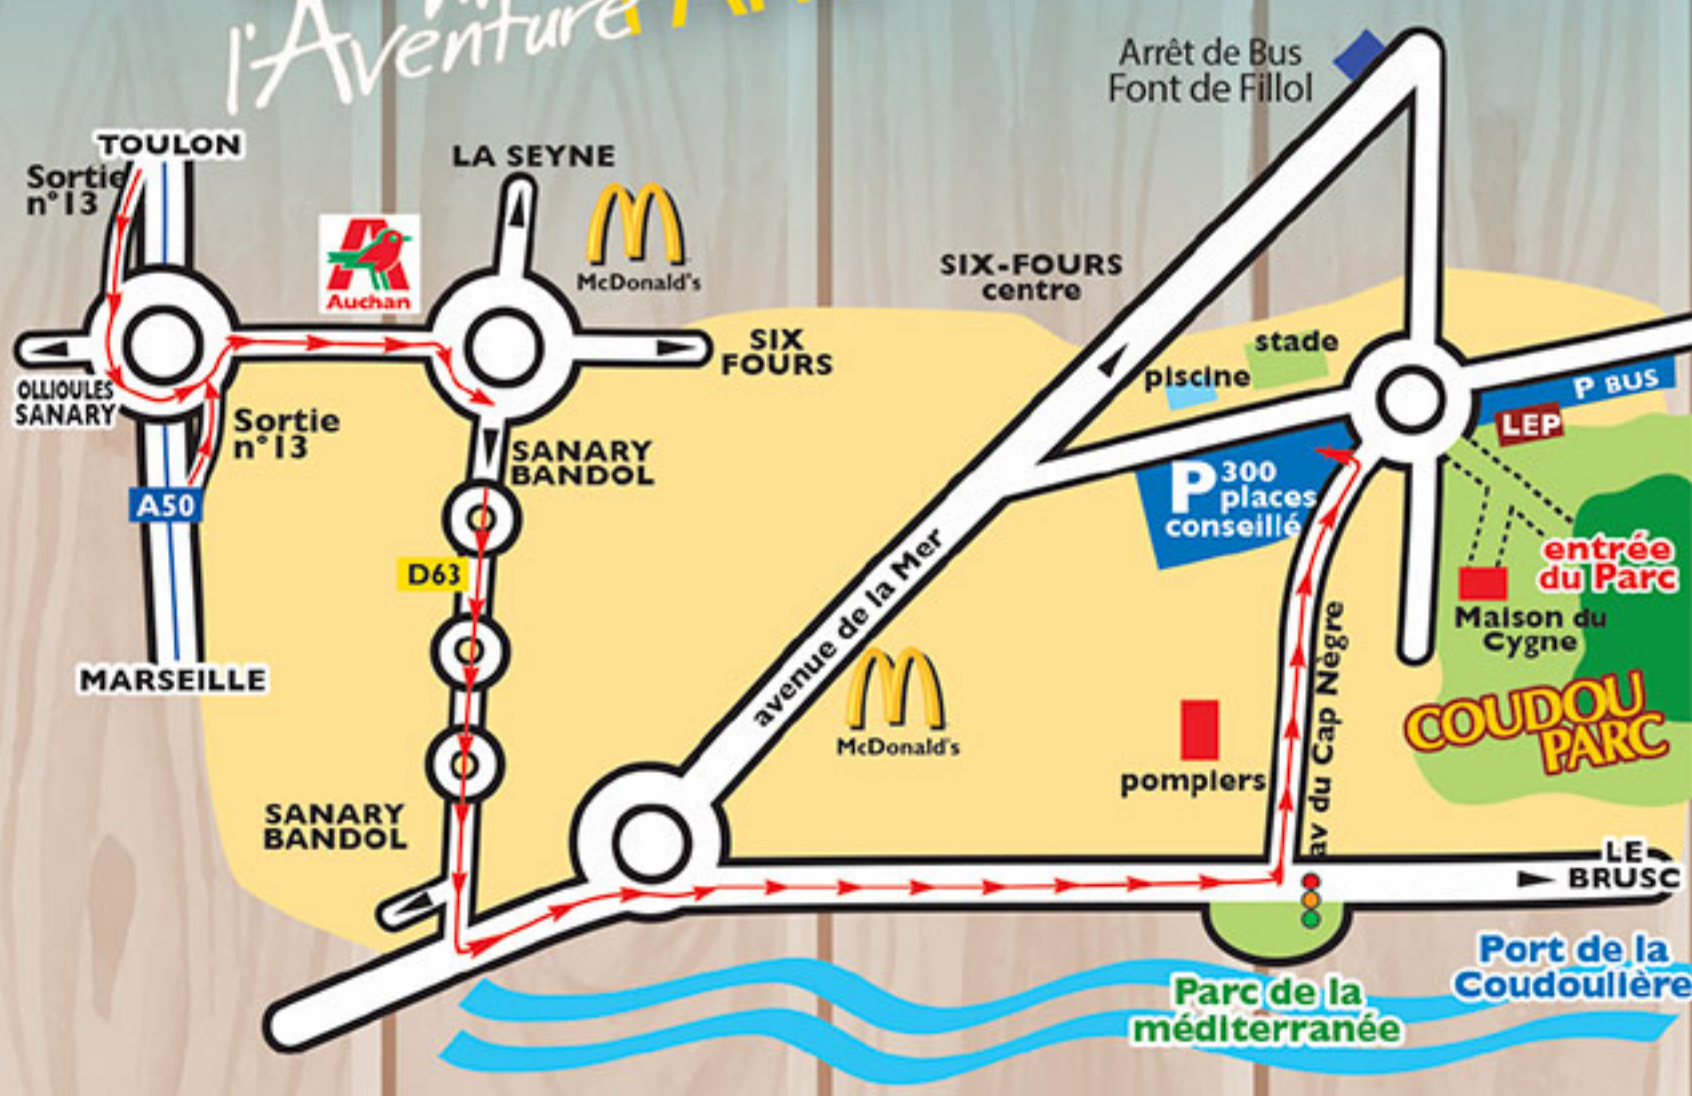 l'Aventure
Arrêt de Bus
Font de Fillol
TOULON
Sortie
n°13
LA SEYNE
McDonald's
Auchan
SIX-FOURS
centre
SIX
FOURS
stade
piscine
P BUS
LEP
OLLIOULES
SANARY
Sortie
n°13
SANARY
BANDOL
A50
P 300
places
conseillé
D63
entrée
du Parc
Maison du
Cygne
avenue de la Mer
MARSEILLE
McDonald's
av du Cap Nègre
COUDOU
PARC
pompiers
SANARY
BANDOL
LE
BRUSC
Port de la
Coudoulière
Parc de la
méditerranée